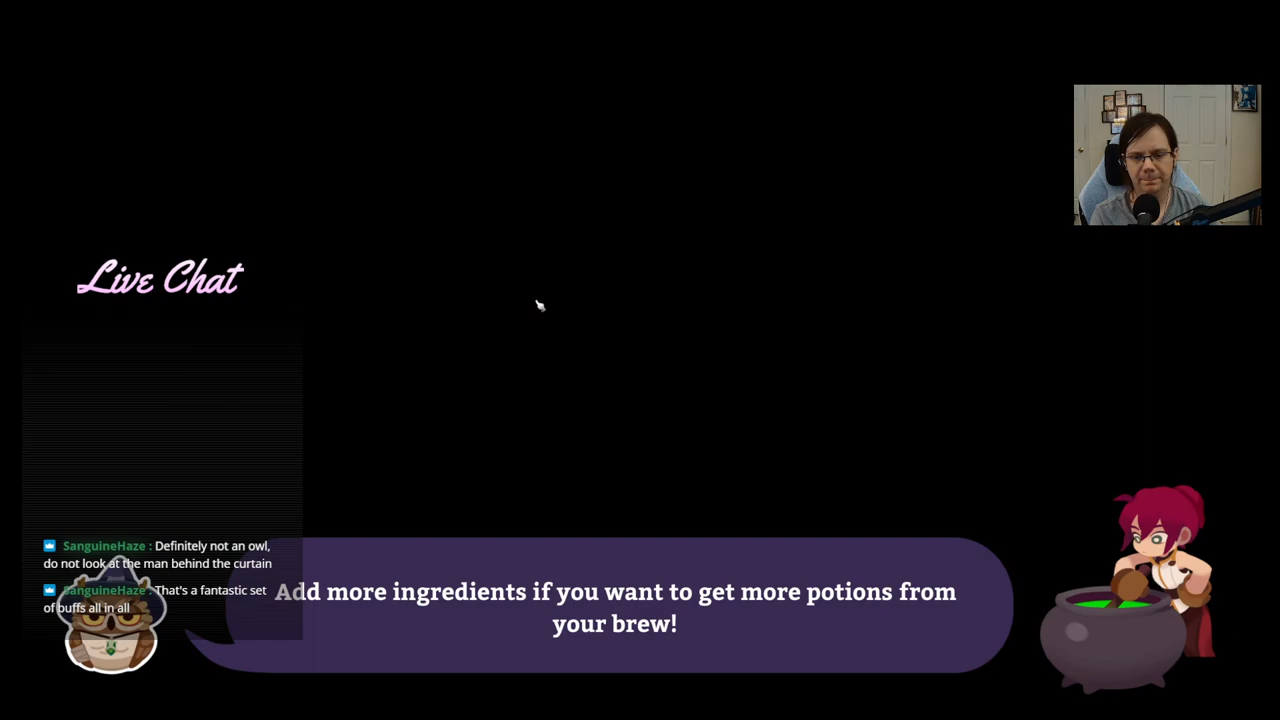 Live Chat
SanguineHaze : Definitely not an owl,
do not look at the man behind the curtain
SanguineHaze : That's a fantastic set
of buffs all in all
Add more ingredients if you want to get more potions from
your brew!